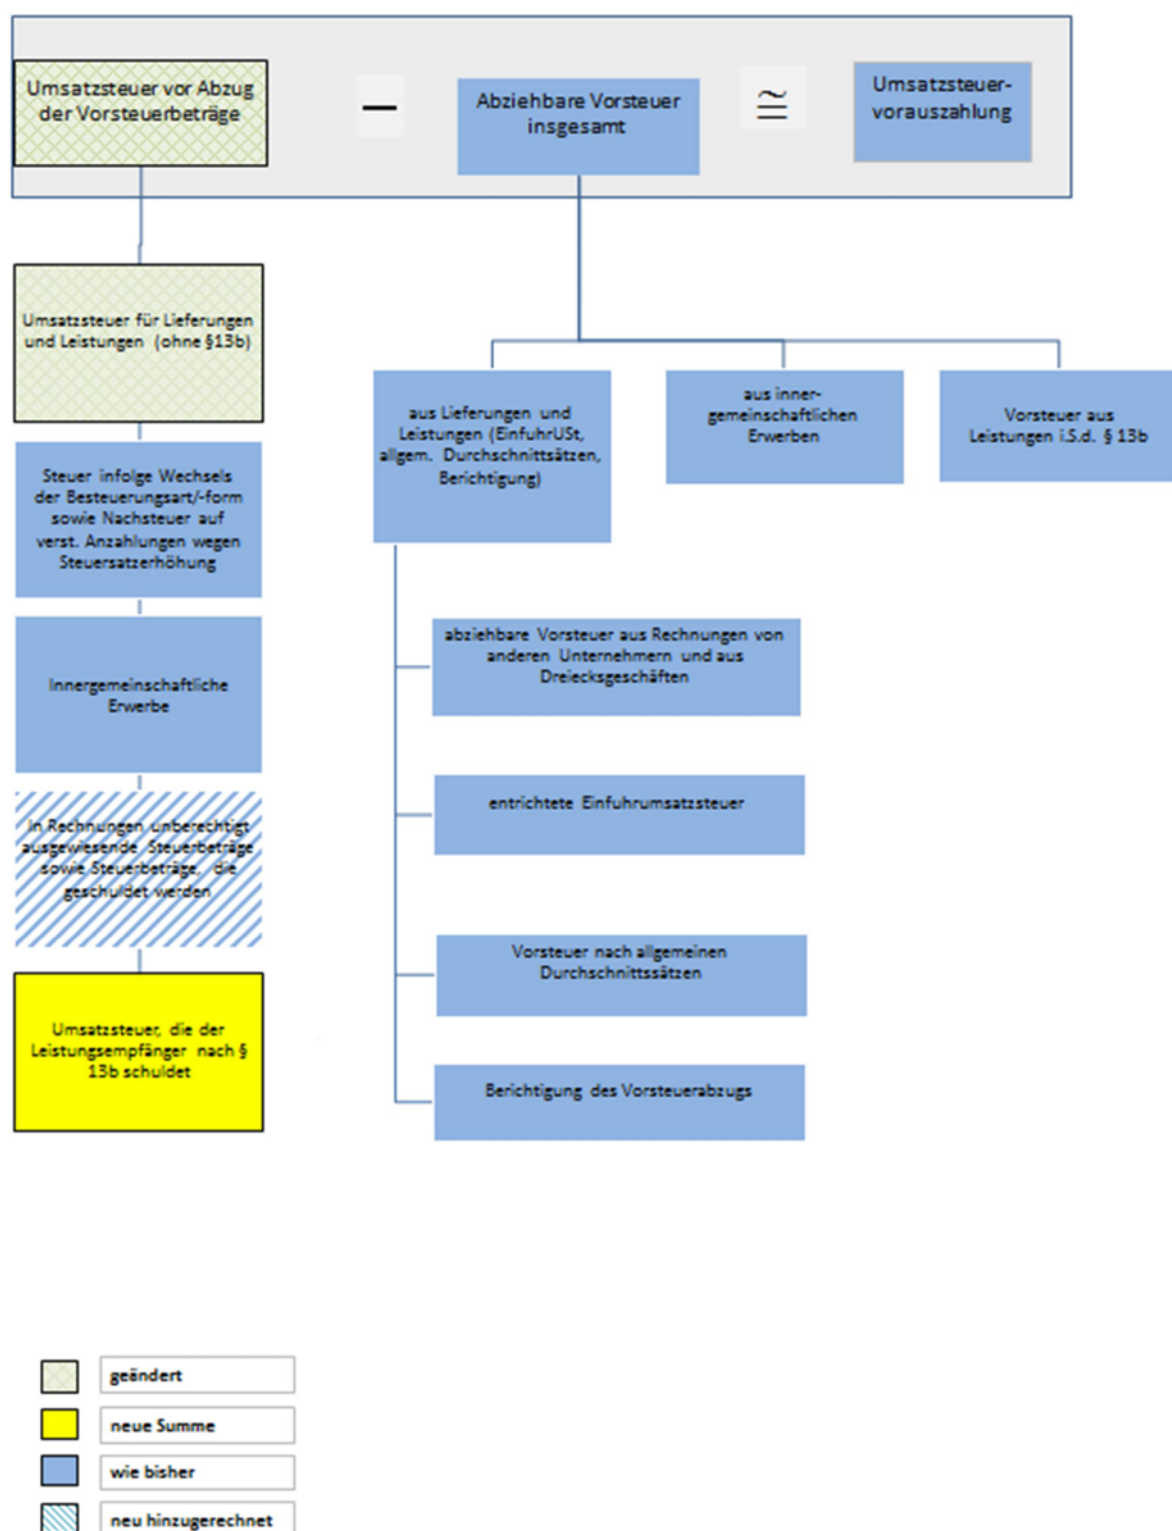 Umsatzsteuer vor Abzug
der Vorsteuerbeträge
−
Abziehbare Vorsteuer
insgesamt
≅
Umsatzsteuer-
vorauszahlung
Umsatzsteuer für Lieferungen
und Leistungen (ohne §13b)
Steuer infolge Wechsels
der Besteuerungsart/-form
sowie Nachsteuer auf
verst. Anzahlungen wegen
Steuersatzerhöhung
Innergemeinschaftliche
Erwerbe
In Rechnungen unberechtigt
ausgewiesende Steuerbeträge
sowie Steuerbeträge, die
geschuldet werden
Umsatzsteuer, die der
Leistungsempfänger nach §
13b schuldet
aus Lieferungen und
Leistungen (EinfuhrUSt,
allgem. Durchschnittsätzen,
Berichtigung)
aus inner-
gemeinschaftlichen
Erwerben
Vorsteuer aus
Leistungen i.S.d. § 13b
abziehbare Vorsteuer aus Rechnungen von
anderen Unternehmern und aus
Dreiecksgeschäften
entrichtete Einfuhrumsatzsteuer
Vorsteuer nach allgemeinen
Durchschnittssätzen
Berichtigung des Vorsteuerabzugs
geändert
neue Summe
wie bisher
neu hinzugerechnet